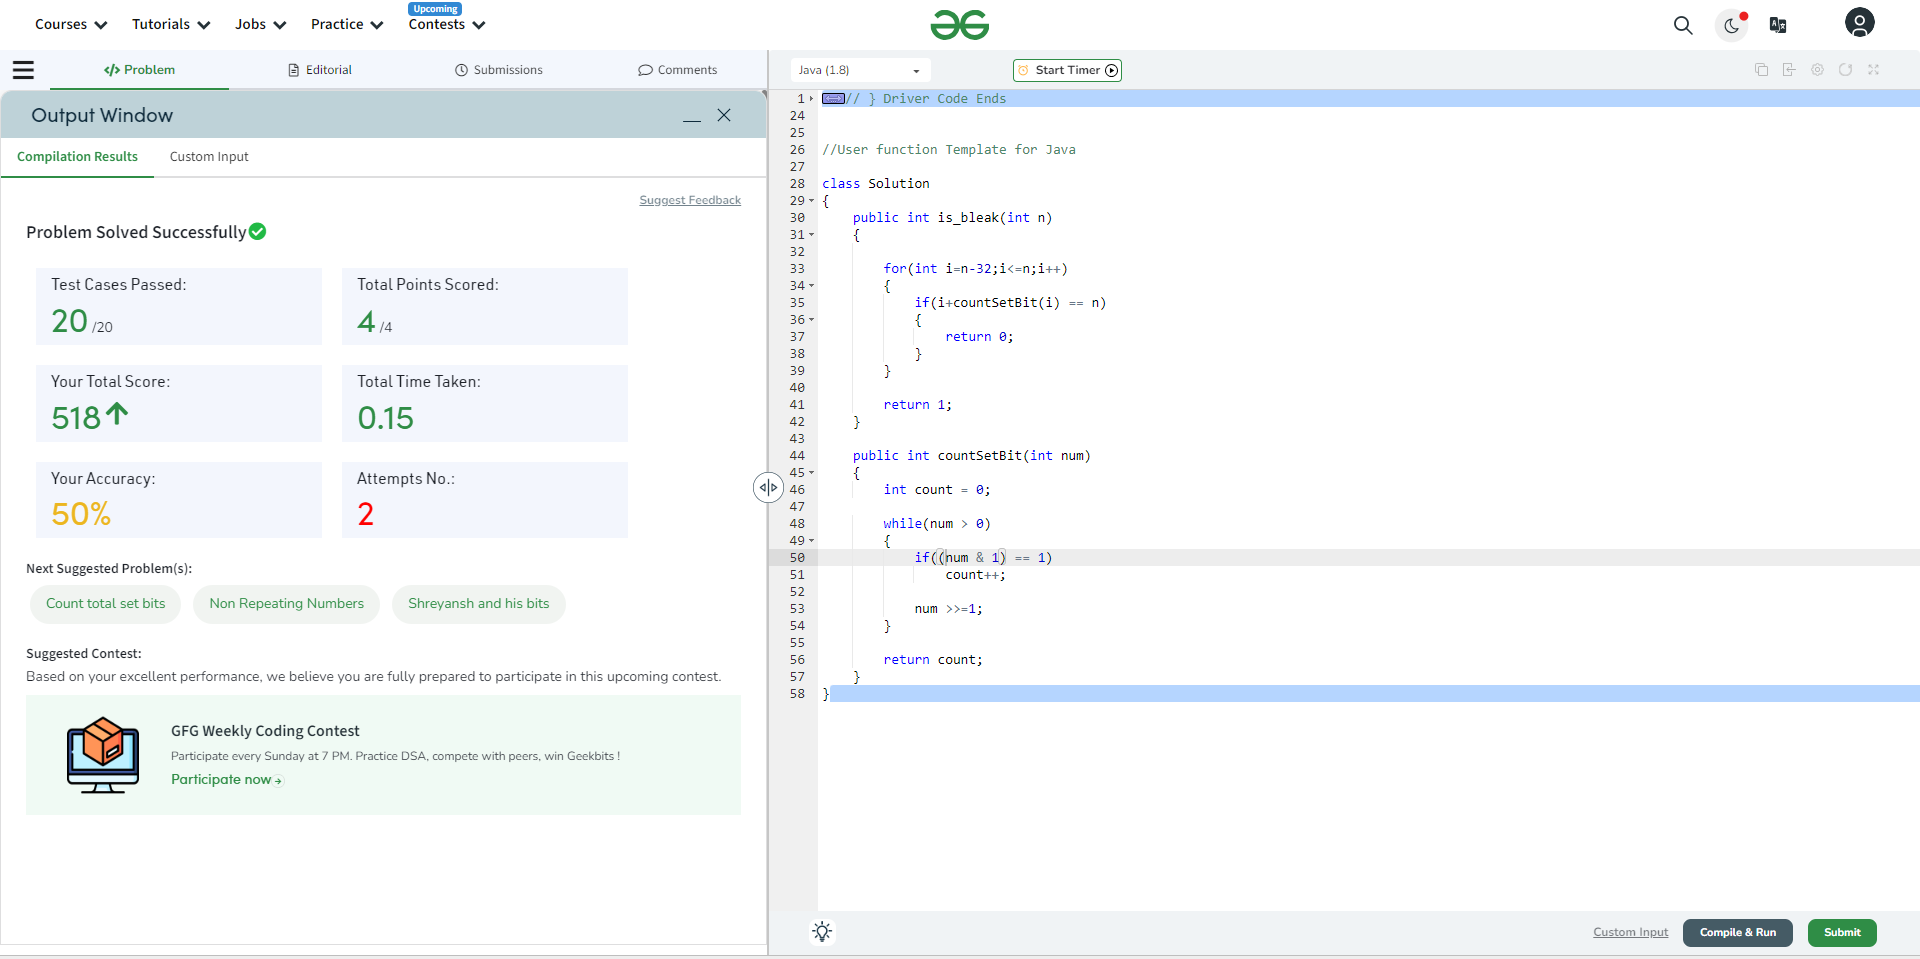 Courses Tutorials Jobs Practice Upcoming Contests
Problem Editorial Submissions Comments
Output Window
Compilation Results Custom Input
Suggest Feedback
Problem Solved Successfully
Test Cases Passed: Total Points Scored:
20 /20 4 /4
Your Total Score: Total Time Taken:
518 0.15
Your Accuracy: Attempts No.:
50% 2
Next Suggested Problem(s):
Count total set bits Non Repeating Numbers Shreyansh and his bits
Suggested Contest:
Based on your excellent performance, we believe you are fully prepared to participate in this upcoming contest.
GFG Weekly Coding Contest
Participate every Sunday at 7 PM. Practice DSA, compete with peers, win Geekbits !
Participate now
Java (1.8) Start Timer
1 // } Driver Code Ends
24
25
26 //User function Template for Java
27
28 class Solution
29 {
30 public int is_bleak(int n)
31 {
32
33 for(int i=n-32;i<=n;i++)
34 {
35 if(i+countSetBit(i) == n)
36 {
37 return 0;
38 }
39 }
40
41 return 1;
42 }
43
44 public int countSetBit(int num)
45 {
46 int count = 0;
47
48 while(num > 0)
49 {
50 if((num & 1) == 1)
51 count++;
52
53 num >>=1;
54 }
55
56 return count;
57 }
58 }
Custom Input Compile & Run Submit